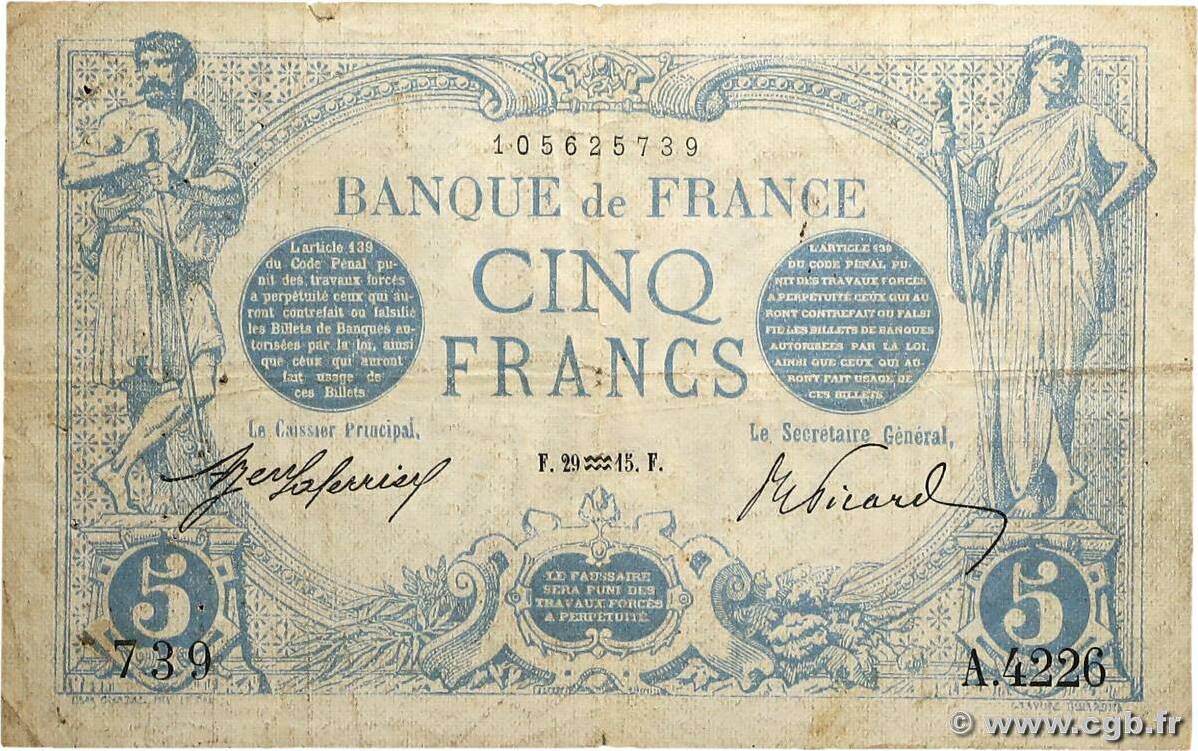 105625739
BANQUE de FRANCE
CINQ
FRANCS
L'article 139
du Code Pénal pu-
nit des travaux forcés
à perpétuité ceux qui au-
ront contrefait ou falsifié
les Billets de Banques au-
torisées par la loi, ainsi
que ceux qui auront
fait usage de
ces Billets.
L'ARTICLE 139
DU CODE PÉNAL PU-
NIT DES TRAVAUX FORCÉS
A PERPÉTUITÉ CEUX QUI AU-
RONT CONTREFAIT OU FALSI-
FIÉ LES BILLETS DE BANQUES
AUTORISÉES PAR LA LOI,
AINSI QUE CEUX QUI AU-
RONT FAIT USAGE DE
CES BILLETS.
Le Caissier Principal,
Le Secrétaire Général,
F. 29 ♒ 15. F.
Picard
LE FAUSSAIRE
SERA PUNI DES
TRAVAUX FORCÉS
A PERPÉTUITÉ.
5
5
739
A.4226
© www.cgb.fr